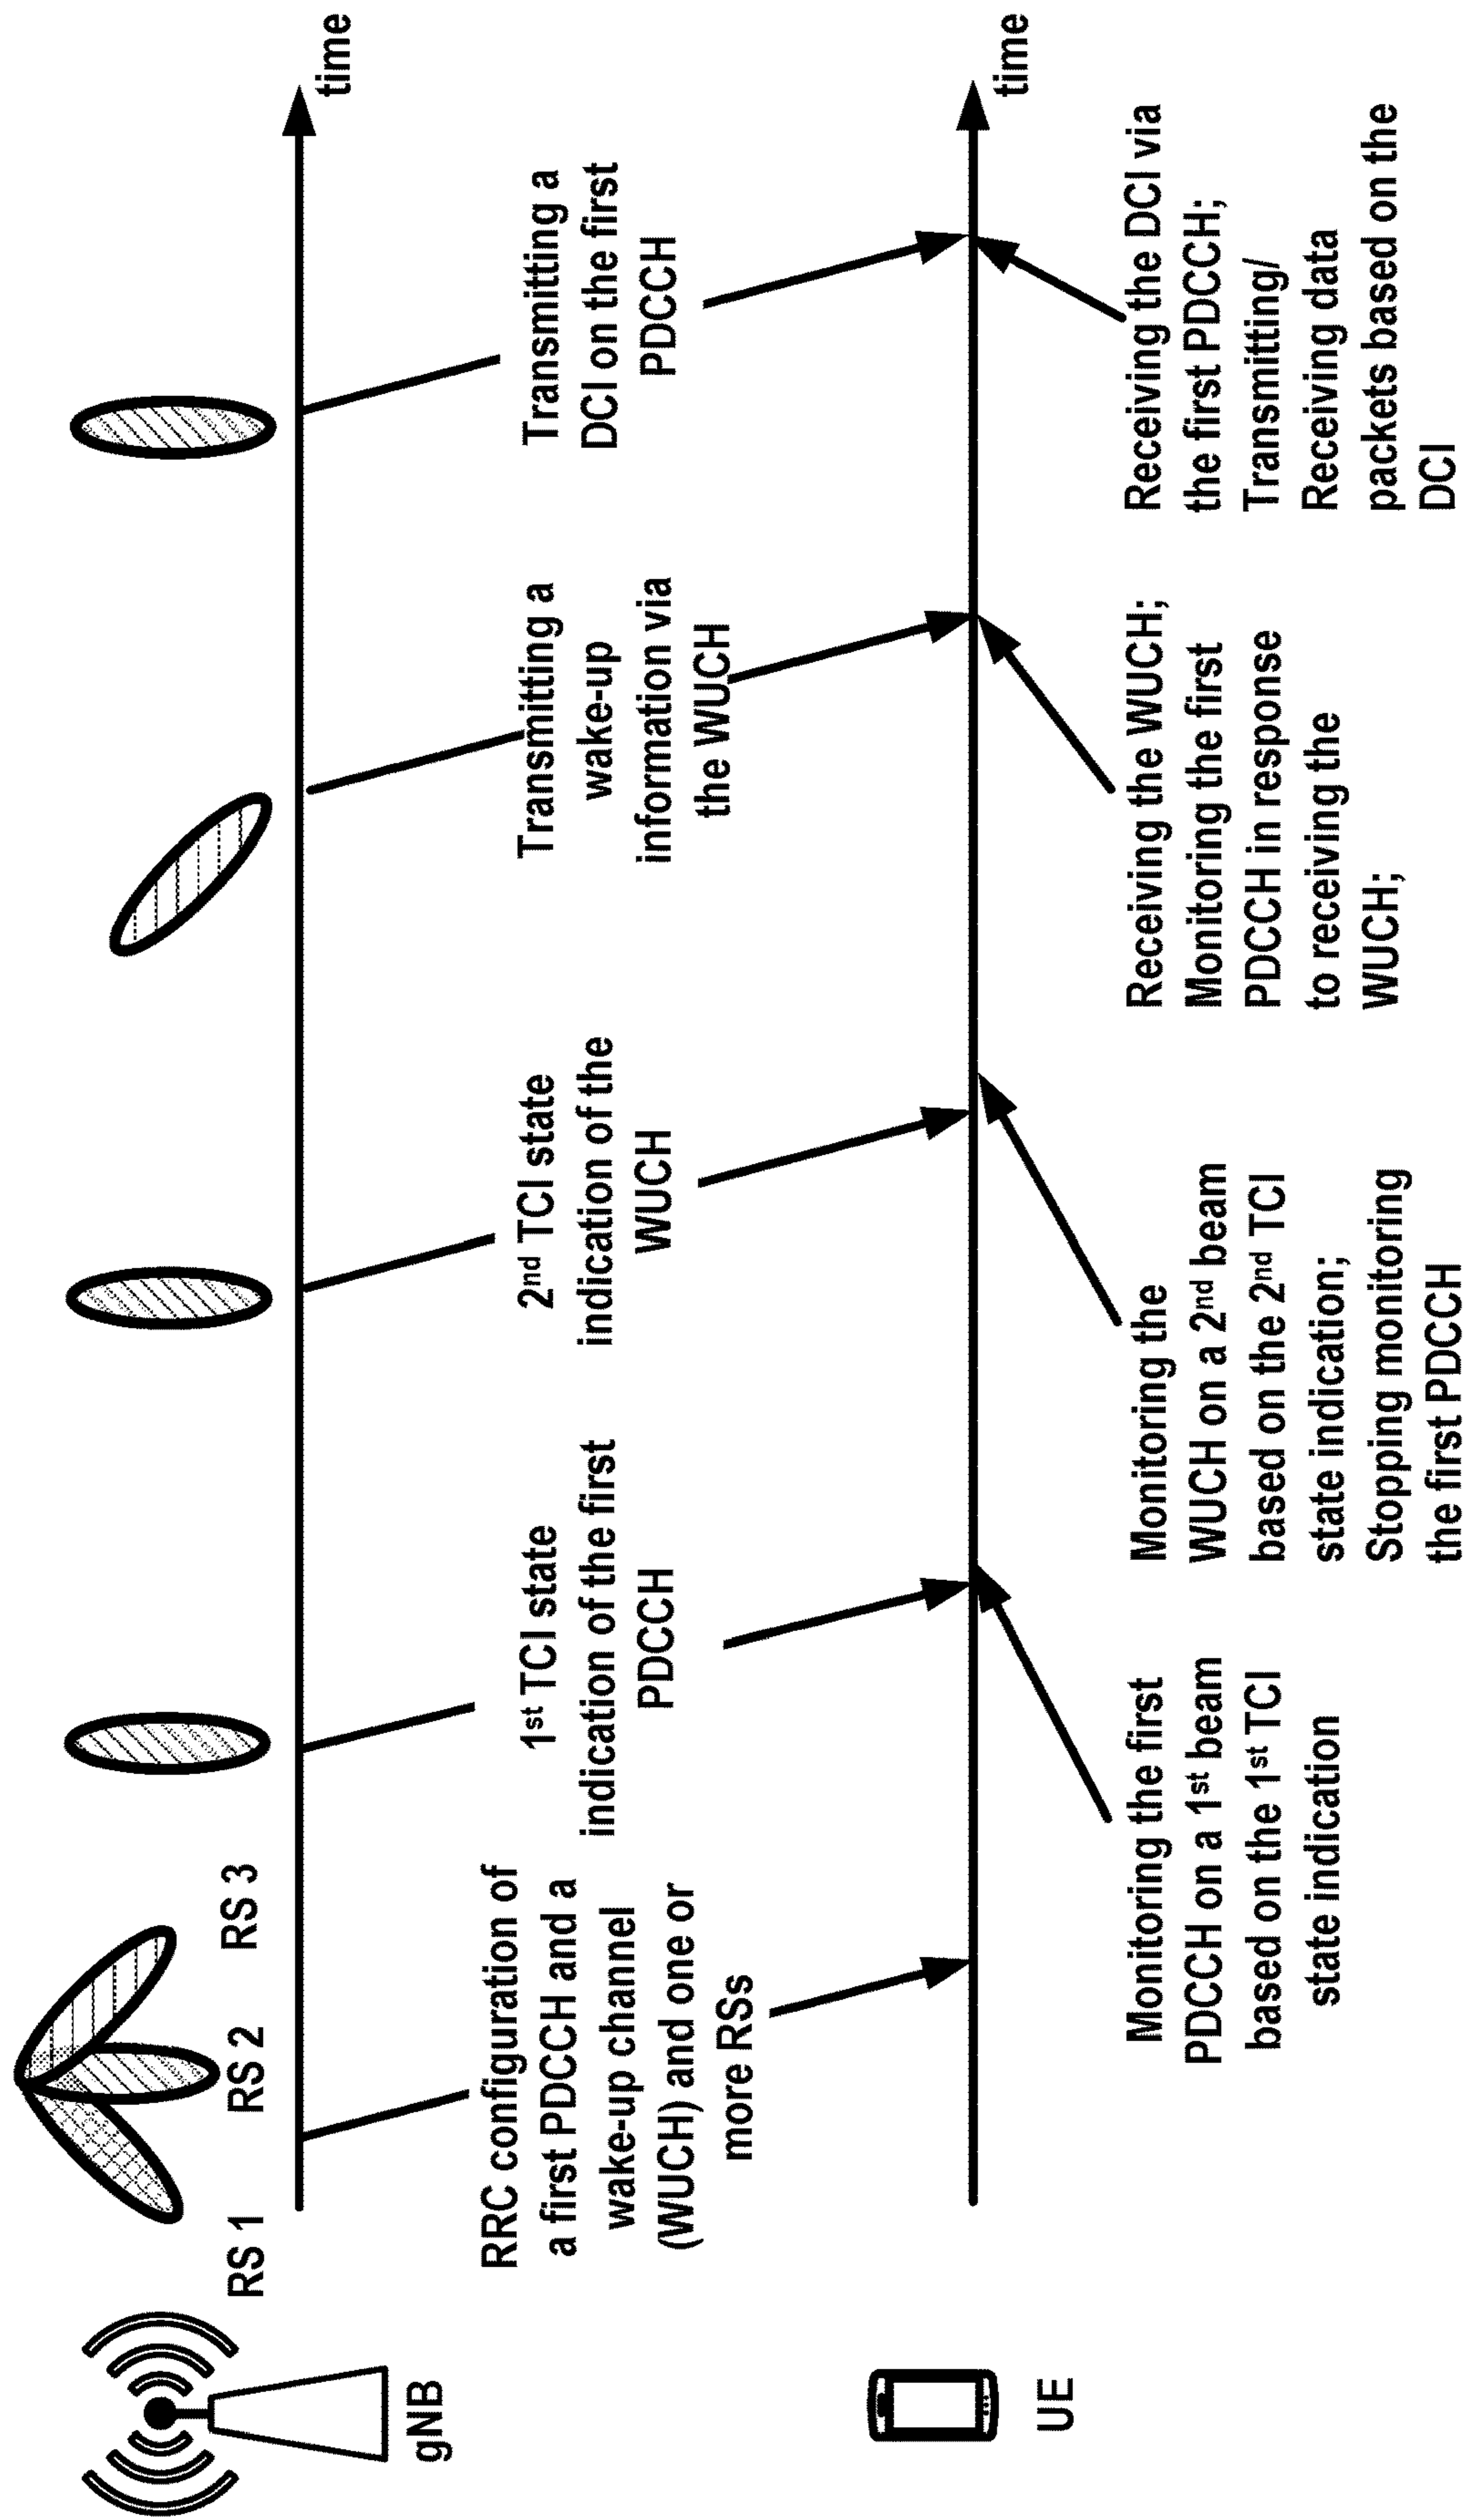 RS 1
RS 2
RS 3
time
gNB
RRC configuration of
a first PDCCH and a
wake-up channel
(WUCH) and one or
more RSs
1st TCI state
indication of the first
PDCCH
2nd TCI state
indication of the
WUCH
Transmitting a
wake-up
information via
the WUCH
Transmitting a
DCI on the first
PDCCH
time
UE
Monitoring the first
PDCCH on a 1st beam
based on the 1st TCI
state indication
Monitoring the
WUCH on a 2nd beam
based on the 2nd TCI
state indication;
Stopping monitoring
the first PDCCH
Receiving the WUCH;
Monitoring the first
PDCCH in response
to receiving the
WUCH;
Receiving the DCI via
the first PDCCH;
Transmitting/
Receiving data
packets based on the
DCI